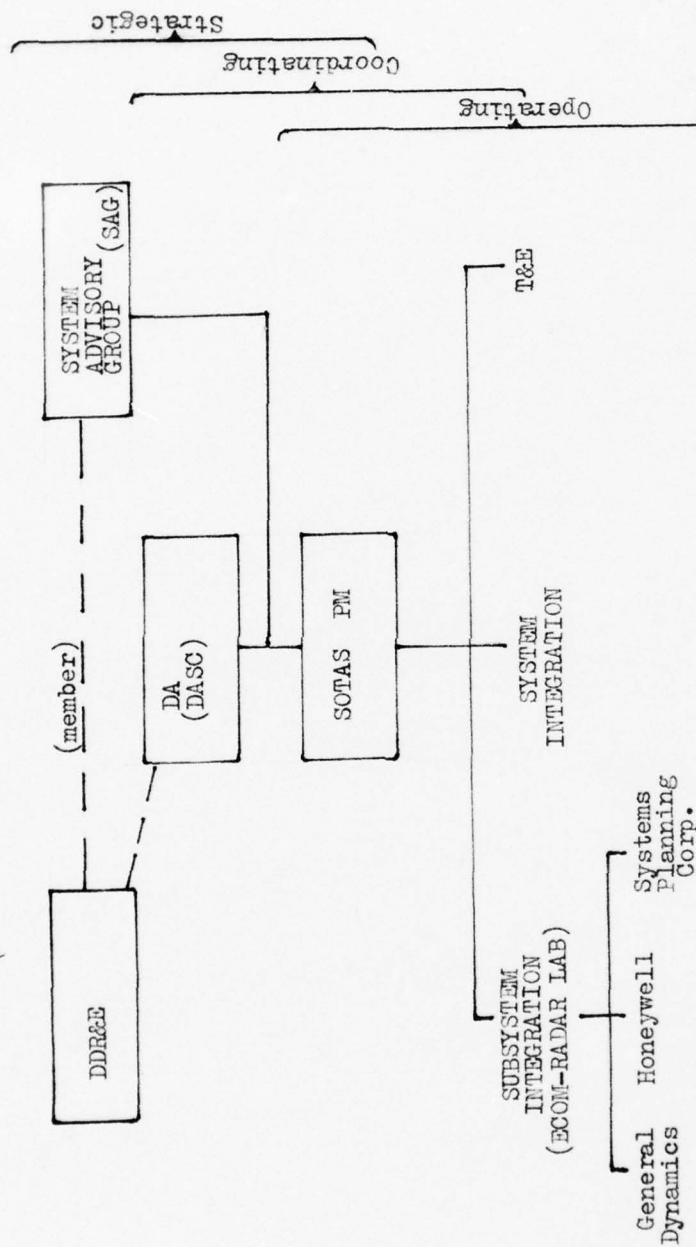 DDR&E
(member)
SYSTEM
ADVISORY
GROUP (SAG)
DA
(DASC)
SOTAS PM
SUBSYSTEM
INTEGRATION
(ECOM-RADAR LAB)
SYSTEM
INTEGRATION
T&E
General
Dynamics
Honeywell
Systems
Planning
Corp.
Strategic
Coordinating
Operating